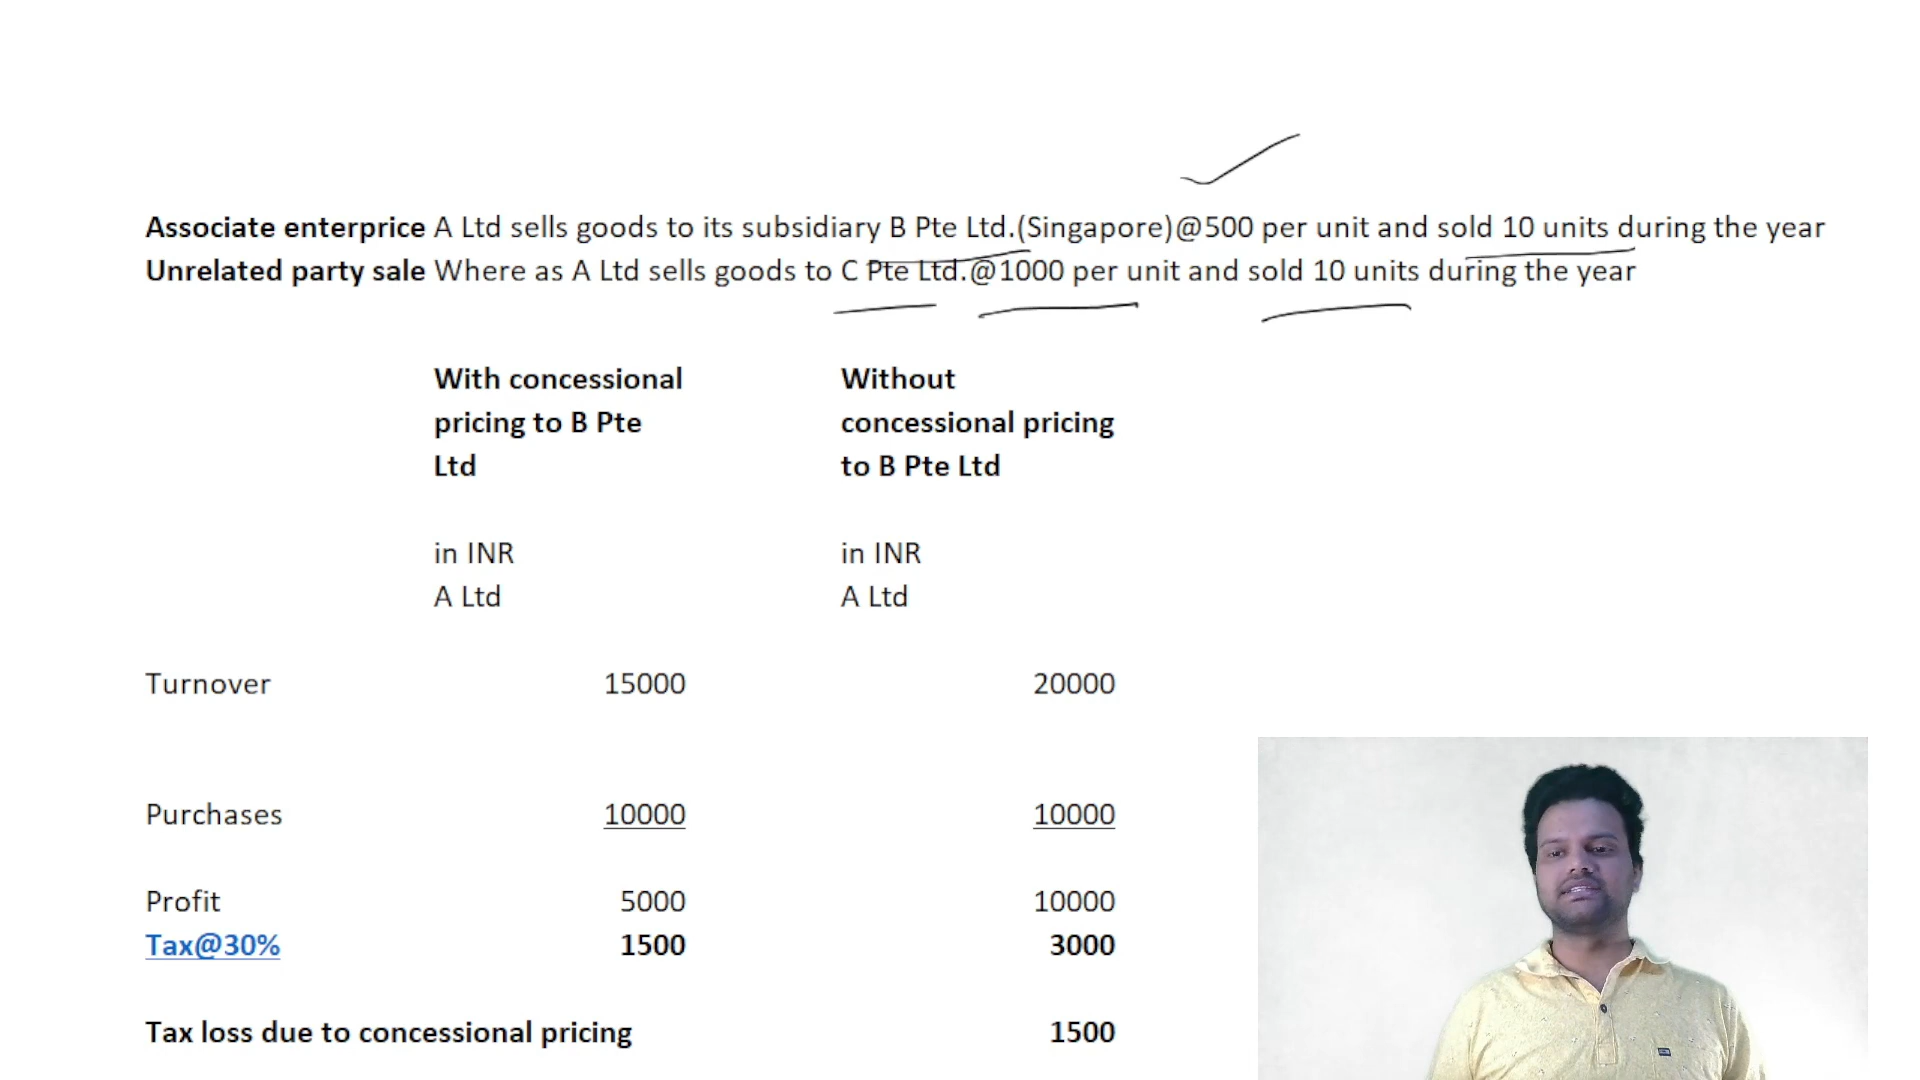 Associate enterprice A Ltd sells goods to its subsidiary B Pte Ltd.(Singapore)@500 per unit and sold 10 units during the year
Unrelated party sale Where as A Ltd sells goods to C Pte Ltd.@1000 per unit and sold 10 units during the year
With concessional Without
pricing to B Pte concessional pricing
Ltd to B Pte Ltd
in INR in INR
A Ltd A Ltd
Turnover 15000 20000
Purchases 10000 10000
Profit 5000 10000
Tax@30% 1500 3000
Tax loss due to concessional pricing 1500